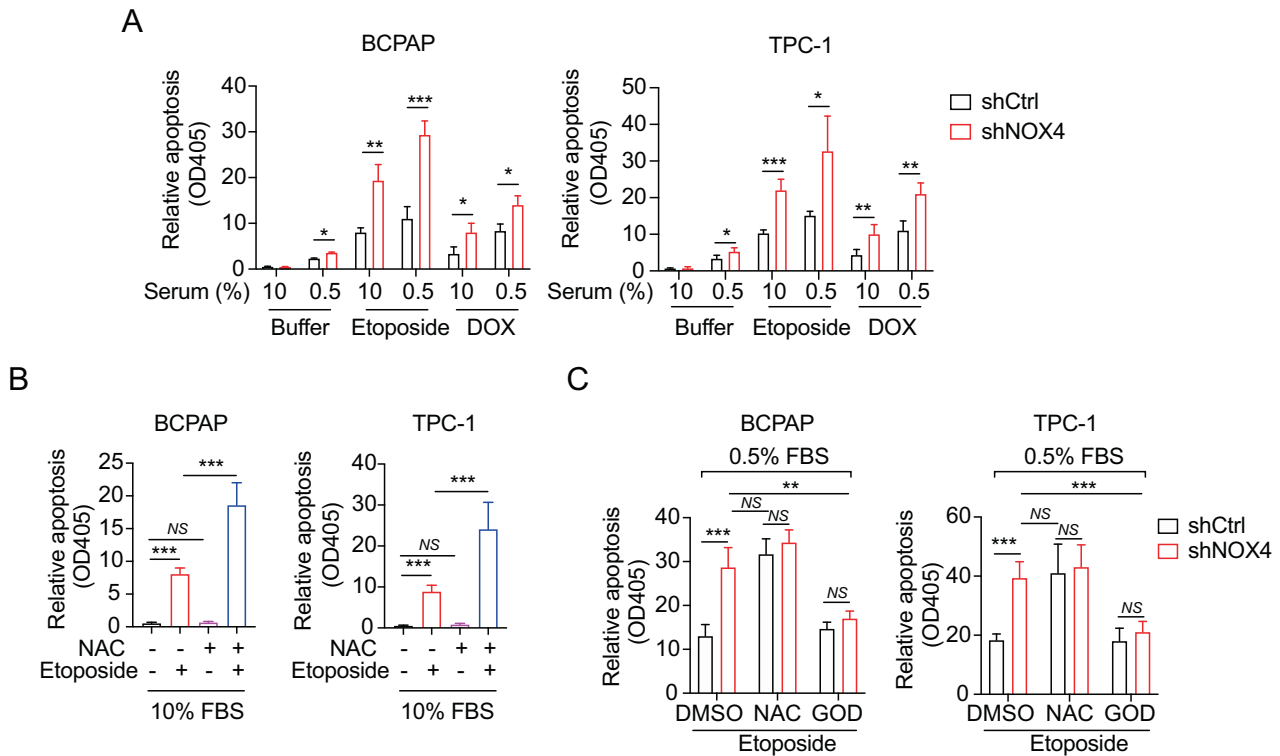 A
BCPAP
TPC-1
Relative apoptosis
(OD405)
40
30
20
10
0
* ** *** * *
Serum (%) 10 0.5 10 0.5 10 0.5
Buffer Etoposide DOX
Relative apoptosis
(OD405)
50
40
30
20
10
0
* *** * ** **
Serum (%) 10 0.5 10 0.5 10 0.5
Buffer Etoposide DOX
shCtrl
shNOX4
B
BCPAP
Relative apoptosis
(OD405)
25
20
15
10
5
0
***
NS
***
NAC - - + +
Etoposide - + - +
10% FBS
TPC-1
Relative apoptosis
(OD405)
40
30
20
10
0
***
NS
***
- - + +
- + - +
10% FBS
C
BCPAP
0.5% FBS
**
NS
*** NS NS
Relative apoptosis
(OD405)
40
30
20
10
0
DMSO NAC GOD
Etoposide
TPC-1
0.5% FBS
***
NS
*** NS NS
Relative apoptosis
(OD405)
60
40
20
0
DMSO NAC GOD
Etoposide
shCtrl
shNOX4